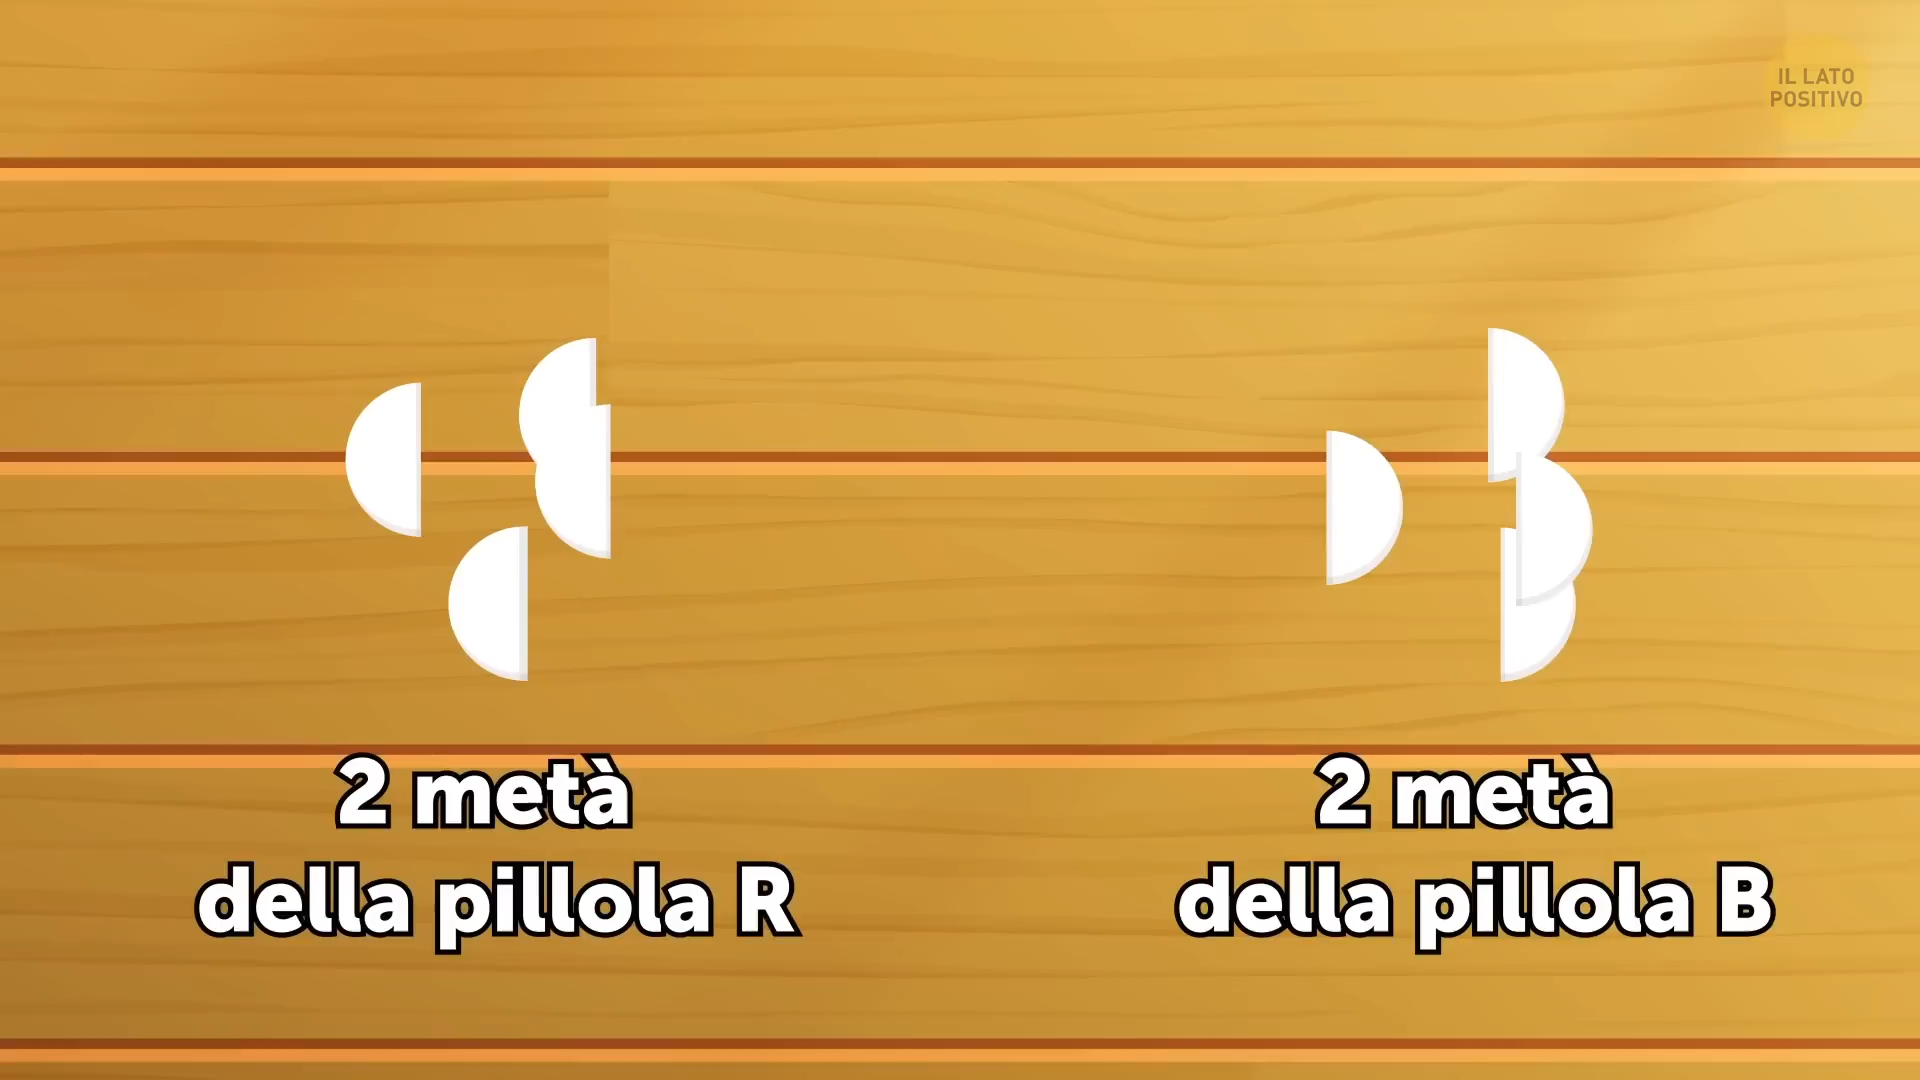 IL LATO
POSITIVO
2 metà
della pillola R
2 metà
della pillola B